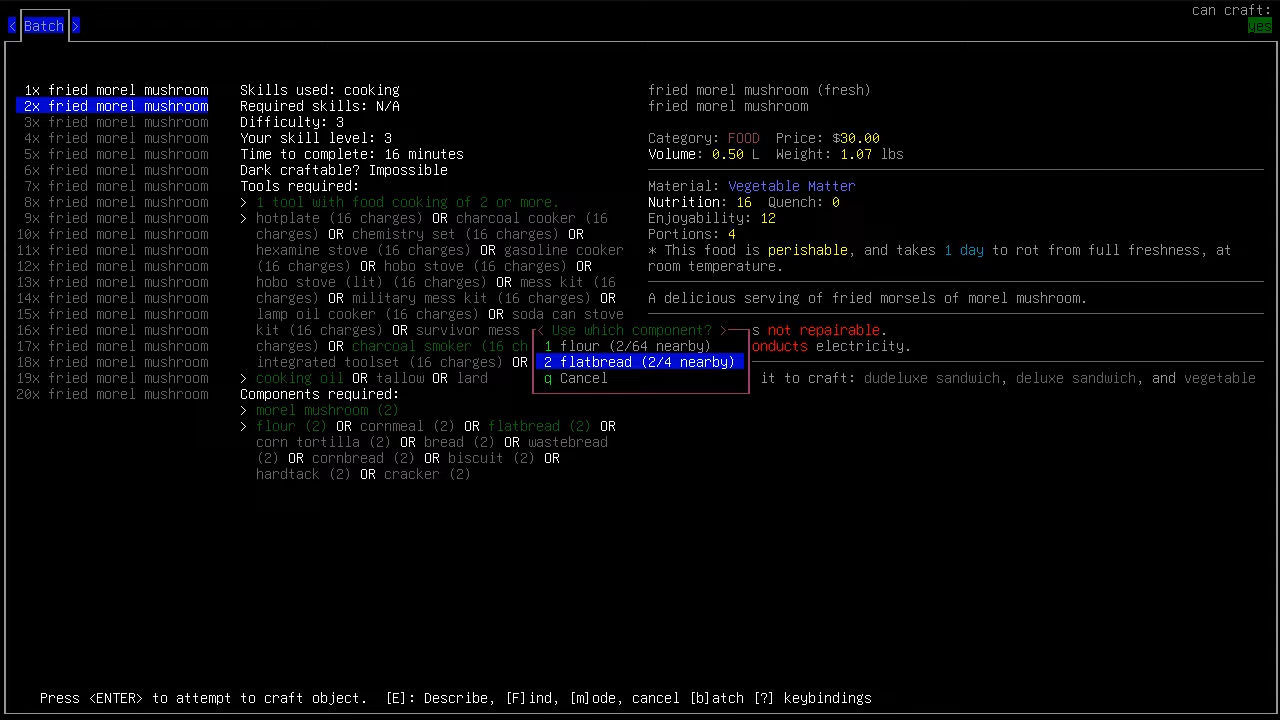 can craft:
< Batch >
yes
1x fried morel mushroom
2x fried morel mushroom
3x fried morel mushroom
4x fried morel mushroom
5x fried morel mushroom
6x fried morel mushroom
7x fried morel mushroom
8x fried morel mushroom
9x fried morel mushroom
10x fried morel mushroom
11x fried morel mushroom
12x fried morel mushroom
13x fried morel mushroom
14x fried morel mushroom
15x fried morel mushroom
16x fried morel mushroom
17x fried morel mushroom
18x fried morel mushroom
19x fried morel mushroom
20x fried morel mushroom
Skills used: cooking
Required skills: N/A
Difficulty: 3
Your skill level: 3
Time to complete: 16 minutes
Dark craftable? Impossible
Tools required:
> 1 tool with food cooking of 2 or more.
> hotplate (16 charges) OR charcoal cooker (16
charges) OR chemistry set (16 charges) OR
hexamine stove (16 charges) OR gasoline cooker
(16 charges) OR hobo stove (16 charges) OR
hobo stove (lit) (16 charges) OR mess kit (16
charges) OR military mess kit (16 charges) OR
lamp oil cooker (16 charges) OR soda can stove
kit (16 charges) OR survivor mess
charges) OR charcoal smoker (16 ch
integrated toolset (16 charges) OR
> cooking oil OR tallow OR lard
Components required:
> morel mushroom (2)
> flour (2) OR cornmeal (2) OR flatbread (2) OR
corn tortilla (2) OR bread (2) OR wastebread
(2) OR cornbread (2) OR biscuit (2) OR
hardtack (2) OR cracker (2)
< Use which component? >
1 flour (2/64 nearby)
2 flatbread (2/4 nearby)
q Cancel
fried morel mushroom (fresh)
fried morel mushroom
Category: FOOD Price: $30.00
Volume: 0.50 L Weight: 1.07 lbs
Material: Vegetable Matter
Nutrition: 16 Quench: 0
Enjoyability: 12
Portions: 4
* This food is perishable, and takes 1 day to rot from full freshness, at
room temperature.
A delicious serving of fried morsels of morel mushroom.
s not repairable.
onducts electricity.
it to craft: dudeluxe sandwich, deluxe sandwich, and vegetable
Press <ENTER> to attempt to craft object. [E]: Describe, [F]ind, [m]ode, cancel [b]atch [?] keybindings